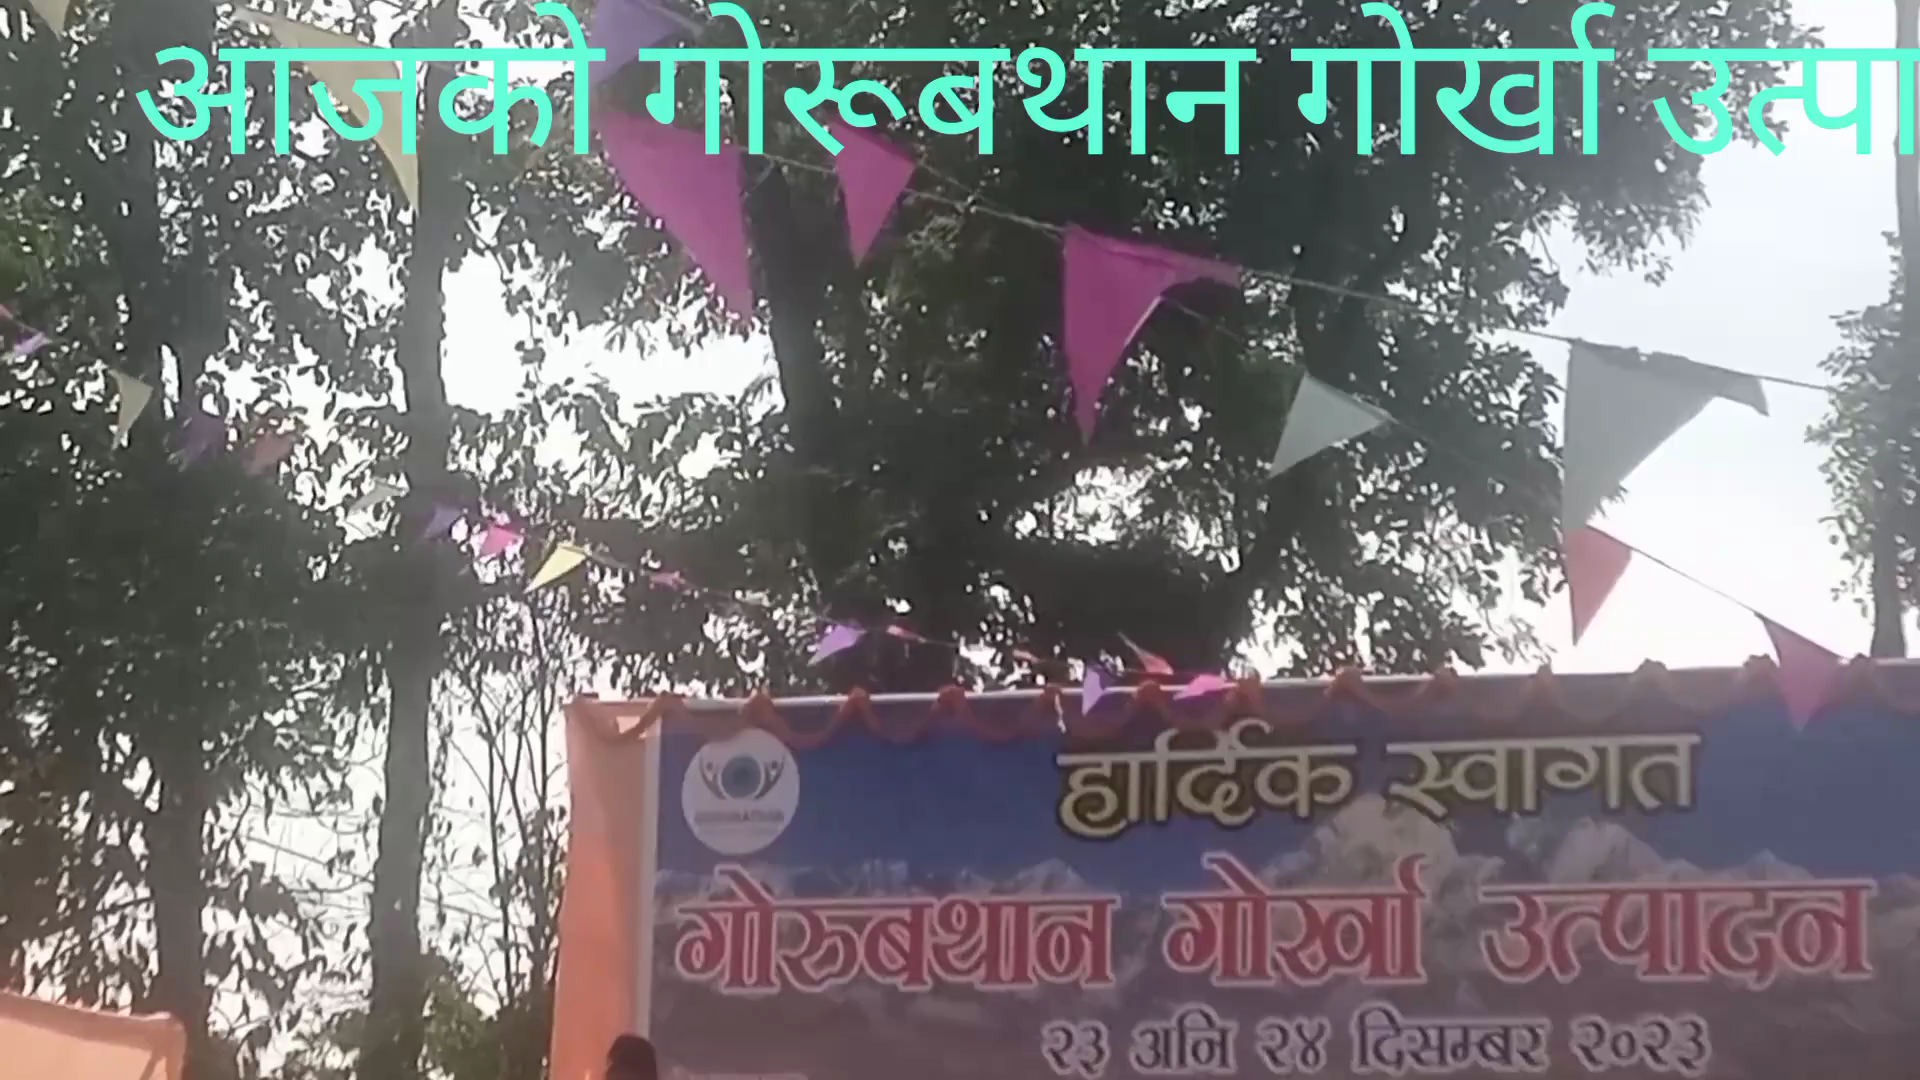 आजको गोरूबथान गोर्खा उत्पा
हार्दिक स्वागत
गोरुबथान गोर्खा उत्पादन
२३ अनि २४ दिसम्बर २०२३